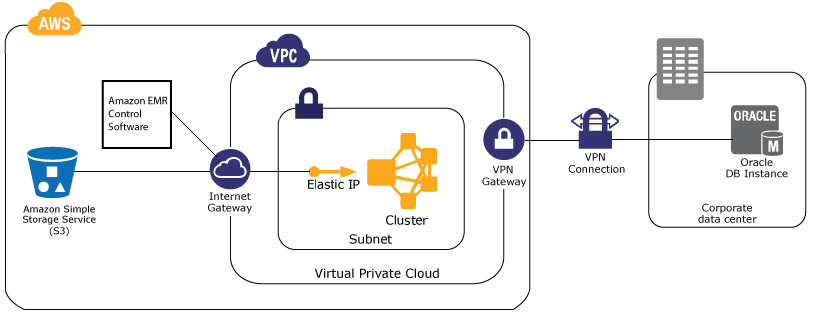 AWS
VPC
Amazon EMR
Control
Software
Amazon Simple
Storage Service
(S3)
Internet
Gateway
Elastic IP
Cluster
Subnet
Virtual Private Cloud
VPN
Gateway
VPN
Connection
ORACLE
M
Oracle
DB Instance
Corporate
data center